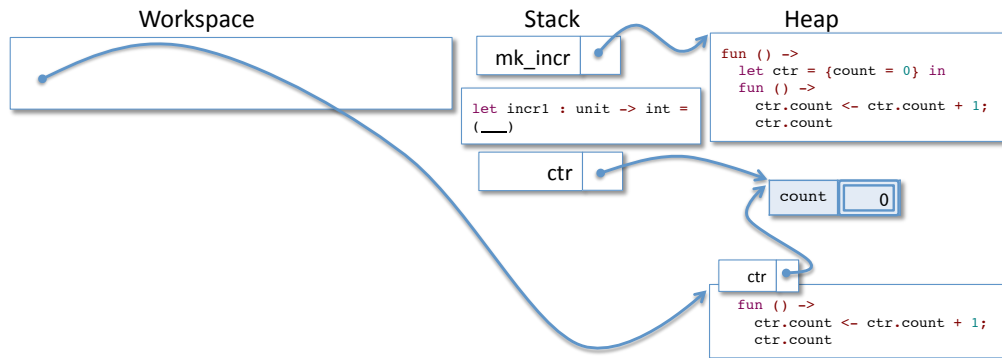 Workspace
Stack
Heap
mk_incr
fun () ->
let ctr = {count = 0} in
fun () ->
ctr.count <- ctr.count + 1;
ctr.count
let incr1 : unit -> int =
(___)
ctr
count 0
ctr
fun () ->
ctr.count <- ctr.count + 1;
ctr.count